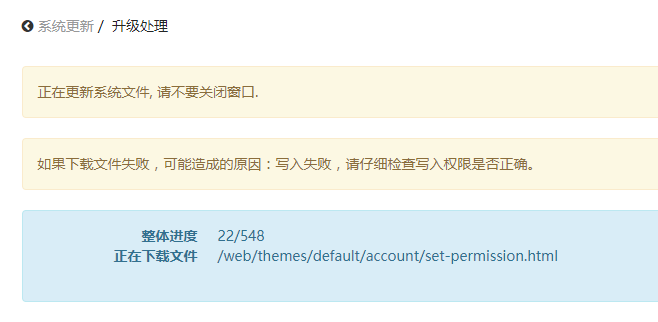 系统更新 / 升级处理
正在更新系统文件, 请不要关闭窗口.
如果下载文件失败，可能造成的原因：写入失败，请仔细检查写入权限是否正确。
整体进度 22/548
正在下载文件 /web/themes/default/account/set-permission.html